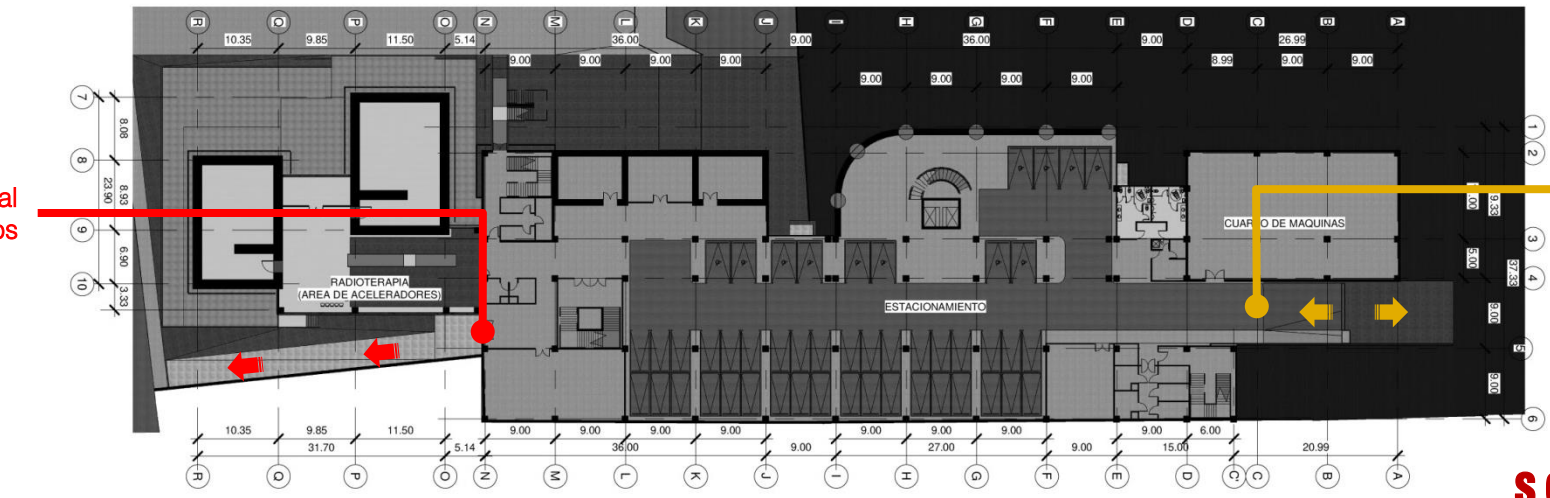 R Q P O N M L K J I H G F E D C B A
10.35 9.85 11.50 5.14 36.00 9.00 36.00 9.00 26.99
9.00 9.00 9.00 9.00 8.99 9.00 9.00
9.00 9.00 9.00 9.00
7
8.08
8
8.93
23.90
9
6.90
10
3.33
1
2
9.33
3
5.00
4
37.33
9.00
5
9.00
6
al
os
CUARTO DE MAQUINAS
RADIOTERAPIA
(AREA DE ACELERADORES)
ESTACIONAMIENTO
10.35 9.85 11.50 9.00 9.00 9.00 9.00 9.00 9.00 9.00 9.00 6.00
31.70 5.14 36.00 9.00 27.00 9.00 15.00 20.99
R Q P O N M L K J I H G F E D C' C B A